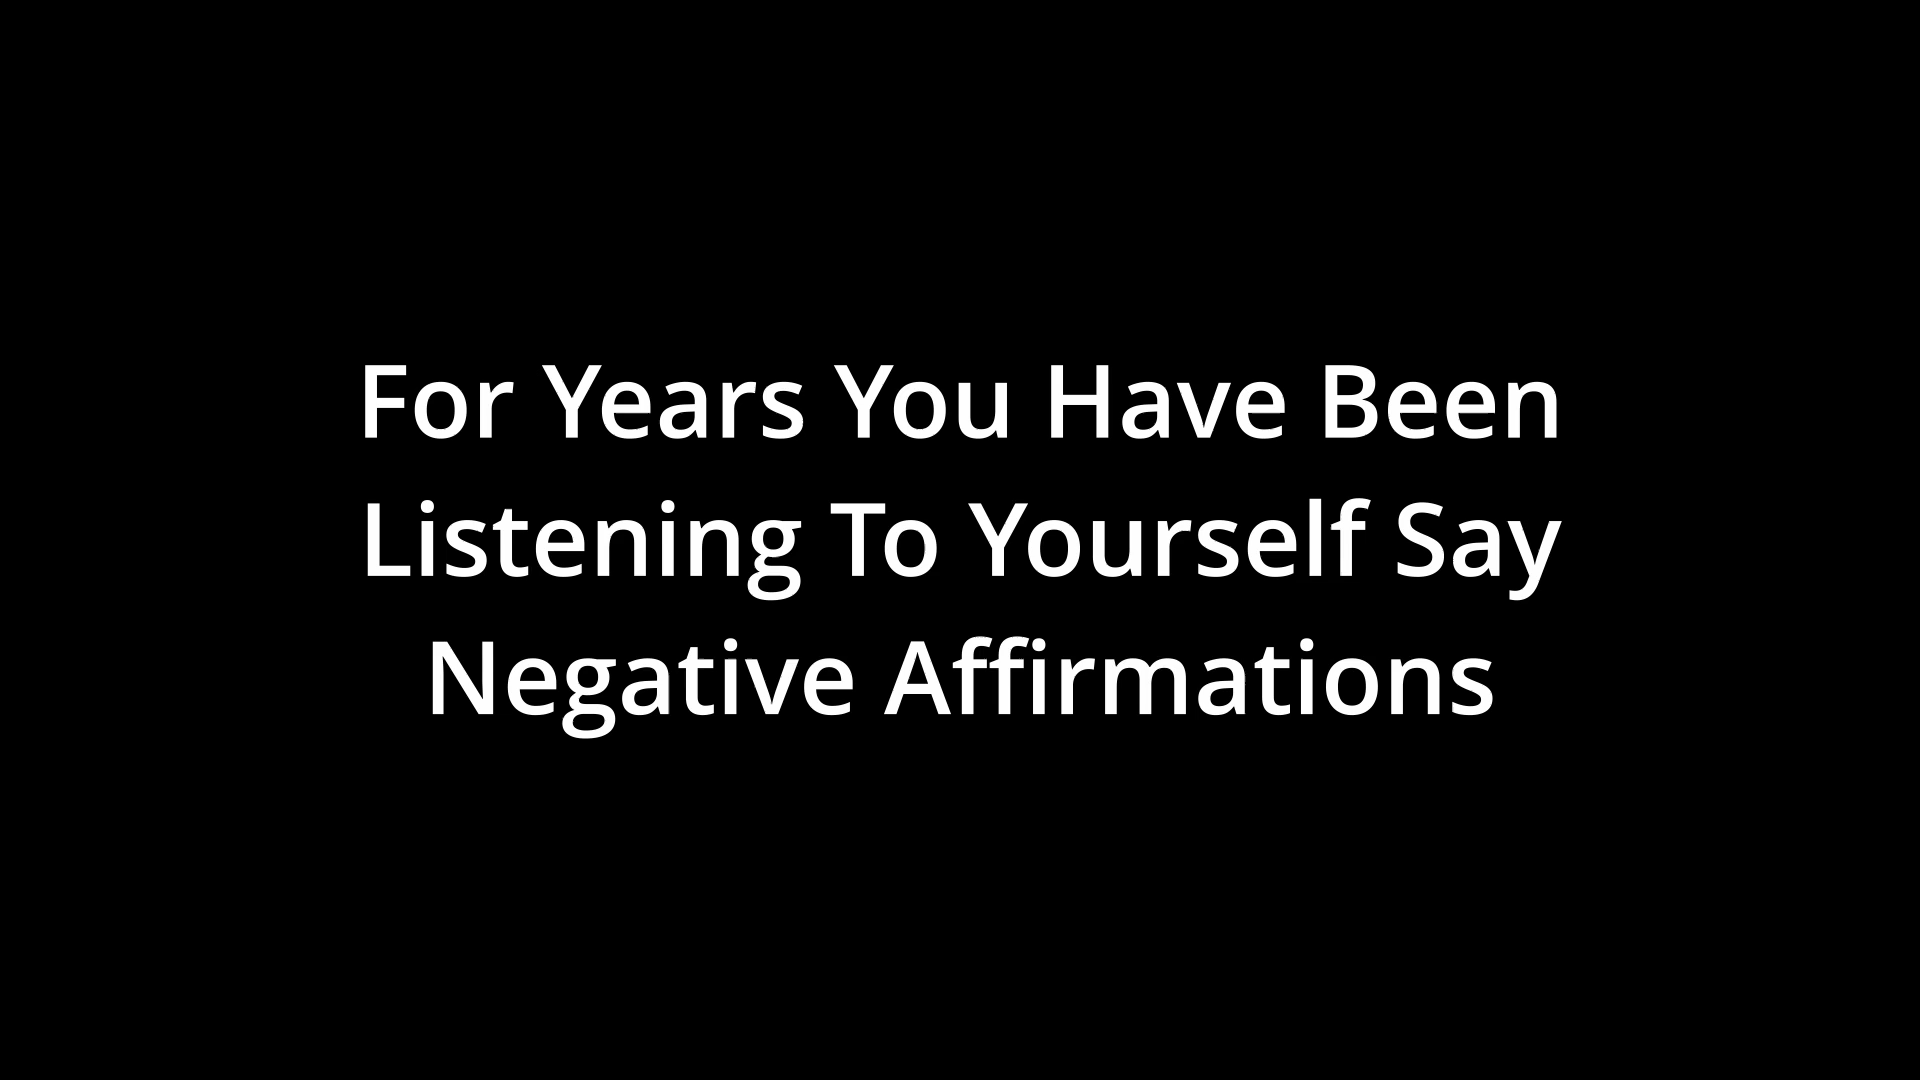 For Years You Have Been
Listening To Yourself Say
Negative Affirmations